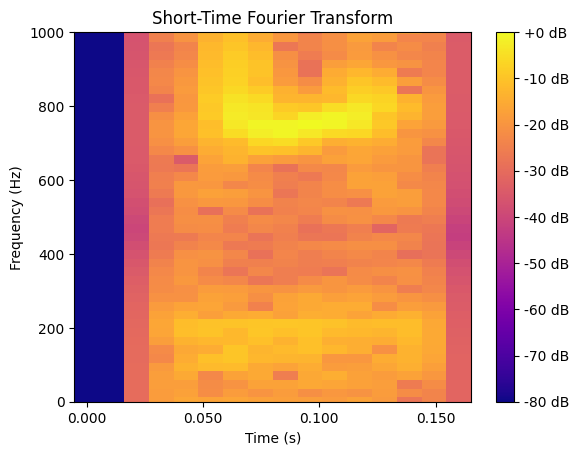 Short-Time Fourier Transform
Frequency (Hz)
1000
800
600
400
200
0
0.000 0.050 0.100 0.150
Time (s)
+0 dB
-10 dB
-20 dB
-30 dB
-40 dB
-50 dB
-60 dB
-70 dB
-80 dB